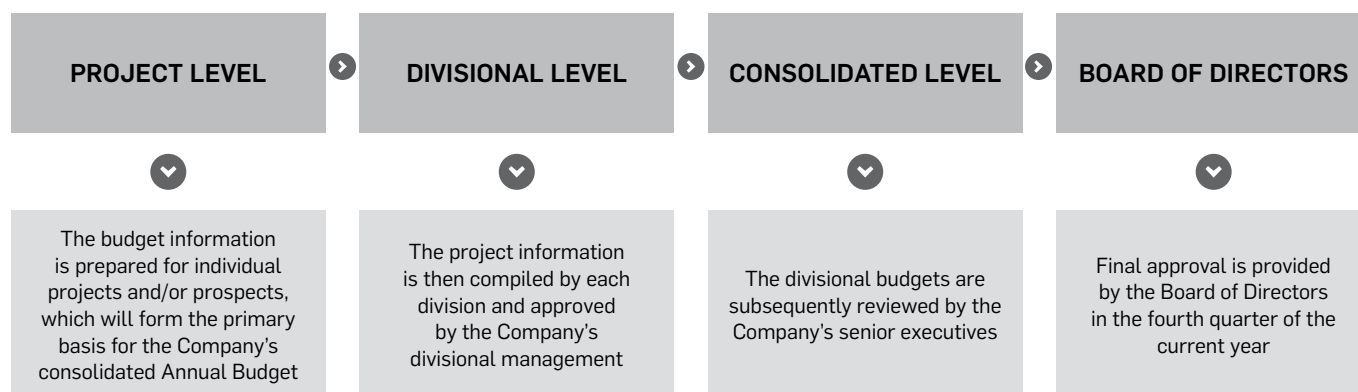 PROJECT LEVEL
The budget information
is prepared for individual
projects and/or prospects,
which will form the primary
basis for the Company's
consolidated Annual Budget
DIVISIONAL LEVEL
The project information
is then compiled by each
division and approved
by the Company's
divisional management
CONSOLIDATED LEVEL
The divisional budgets are
subsequently reviewed by the
Company's senior executives
BOARD OF DIRECTORS
Final approval is provided
by the Board of Directors
in the fourth quarter of the
current year